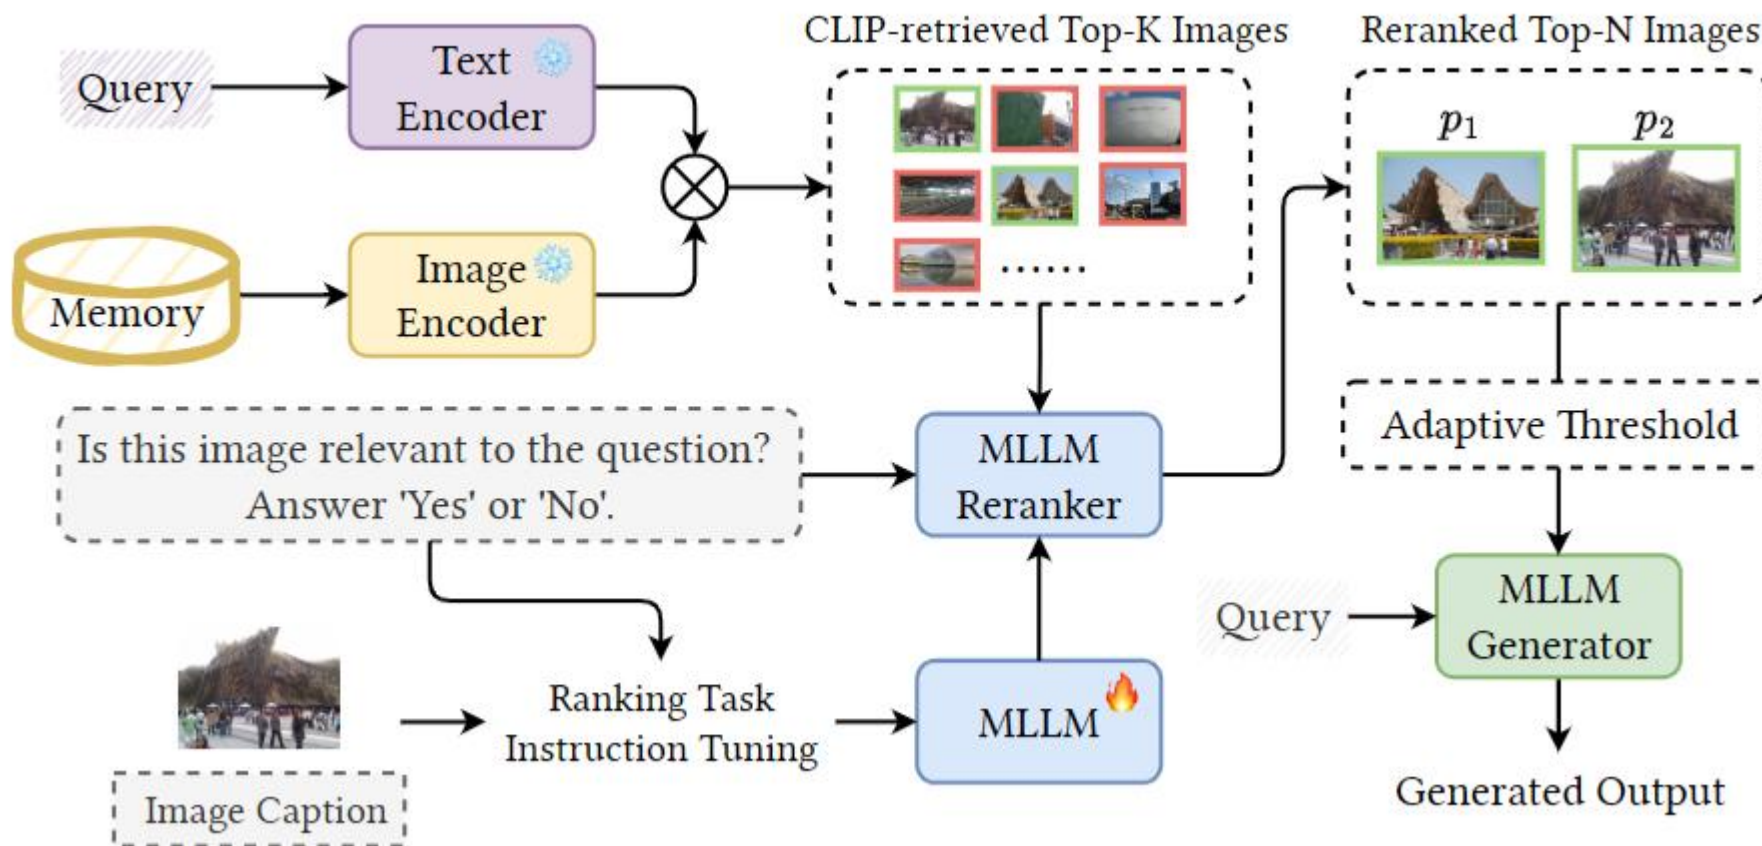 CLIP-retrieved Top-K Images
Reranked Top-N Images
Query
Text
Encoder
p1
p2
Memory
Image
Encoder
......
Adaptive Threshold
Is this image relevant to the question?
Answer 'Yes' or 'No'.
MLLM
Reranker
Query
MLLM
Generator
Ranking Task
Instruction Tuning
MLLM
Image Caption
Generated Output